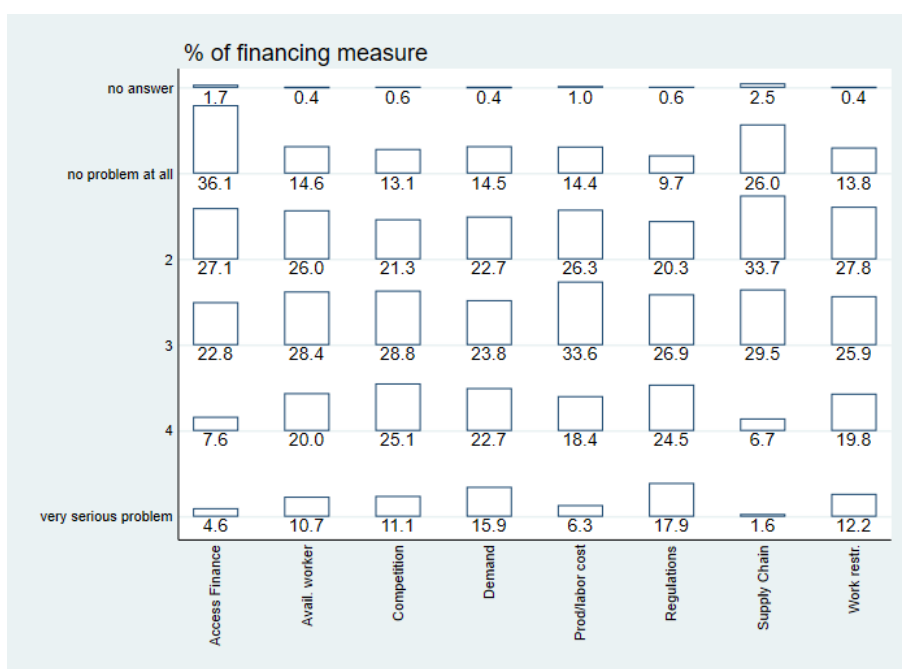 % of financing measure
no answer
1.7 0.4 0.6 0.4 1.0 0.6 2.5 0.4
no problem at all
36.1 14.6 13.1 14.5 14.4 9.7 26.0 13.8
2
27.1 26.0 21.3 22.7 26.3 20.3 33.7 27.8
3
22.8 28.4 28.8 23.8 33.6 26.9 29.5 25.9
4
7.6 20.0 25.1 22.7 18.4 24.5 6.7 19.8
very serious problem
4.6 10.7 11.1 15.9 6.3 17.9 1.6 12.2
Access Finance
Avail. worker
Competition
Demand
Prod/labor cost
Regulations
Supply Chain
Work restr.